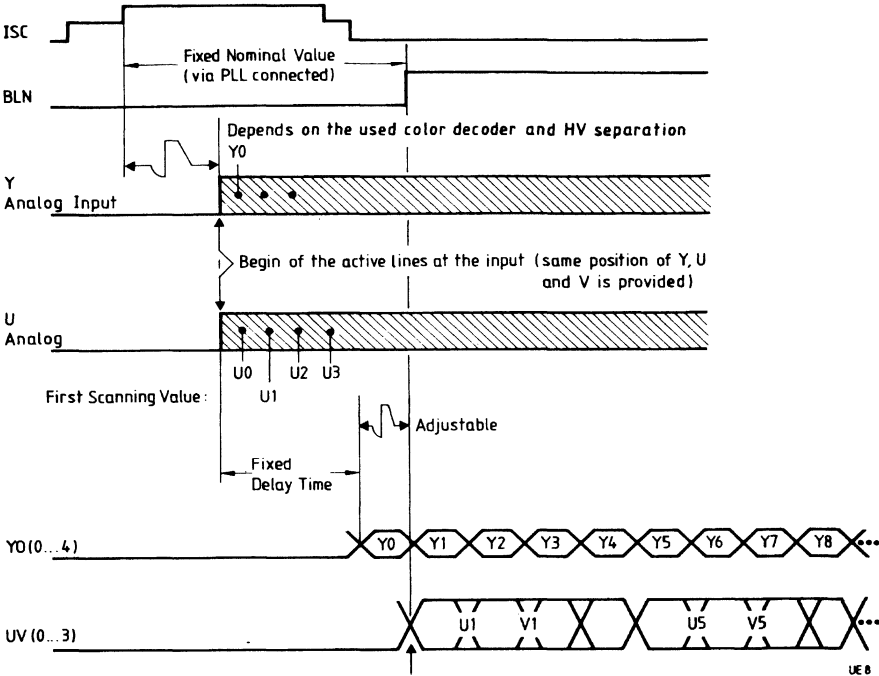 ISC
Fixed Nominal Value
(via PLL connected)
BLN
Depends on the used color decoder and HV separation
Y0
Y
Analog Input
Begin of the active lines at the input (same position of Y, U
and V is provided)
U
Analog
U0 U2 U3
First Scanning Value: U1
Adjustable
Fixed
Delay Time
YO(0...4) Y0 Y1 Y2 Y3 Y4 Y5 Y6 Y7 Y8
UV(0...3) U1 V1 U5 V5
UE8